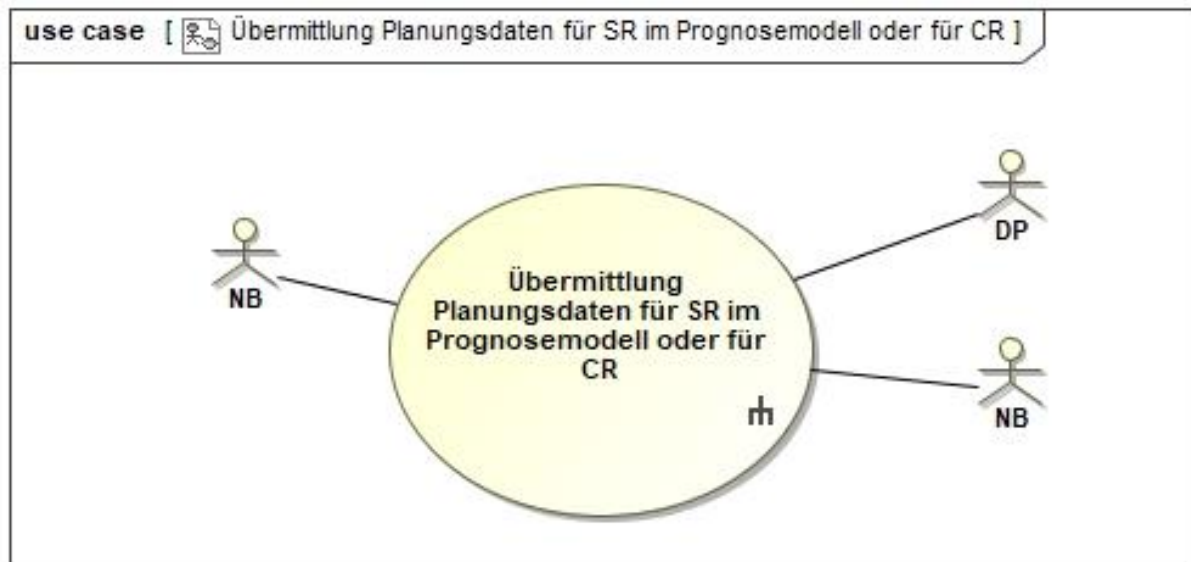 use case [ Übermittlung Planungsdaten für SR im Prognosemodell oder für CR ]
DP
NB
Übermittlung
Planungsdaten für SR im
Prognosemodell oder für
CR
NB